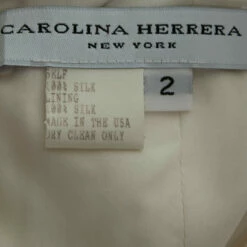 CAROLINA HERRERA
NEW YORK
2
SELF
100% SILK
LINING
100% SILK
MADE IN THE USA
DRY CLEAN ONLY